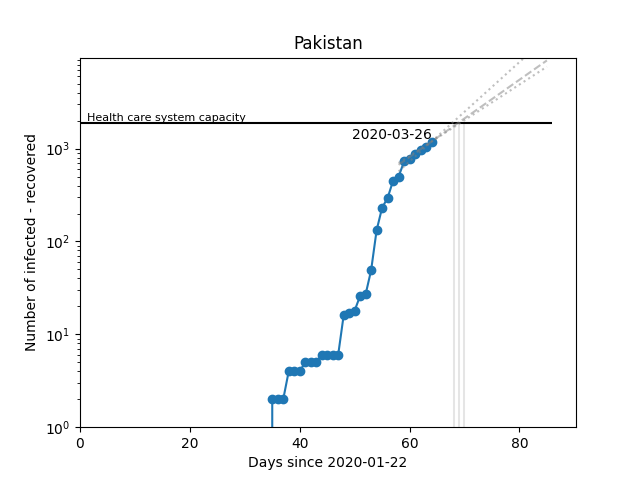 Pakistan
Health care system capacity
2020-03-26
Number of infected - recovered
10³
10²
10¹
10⁰
0 20 40 60 80
Days since 2020-01-22